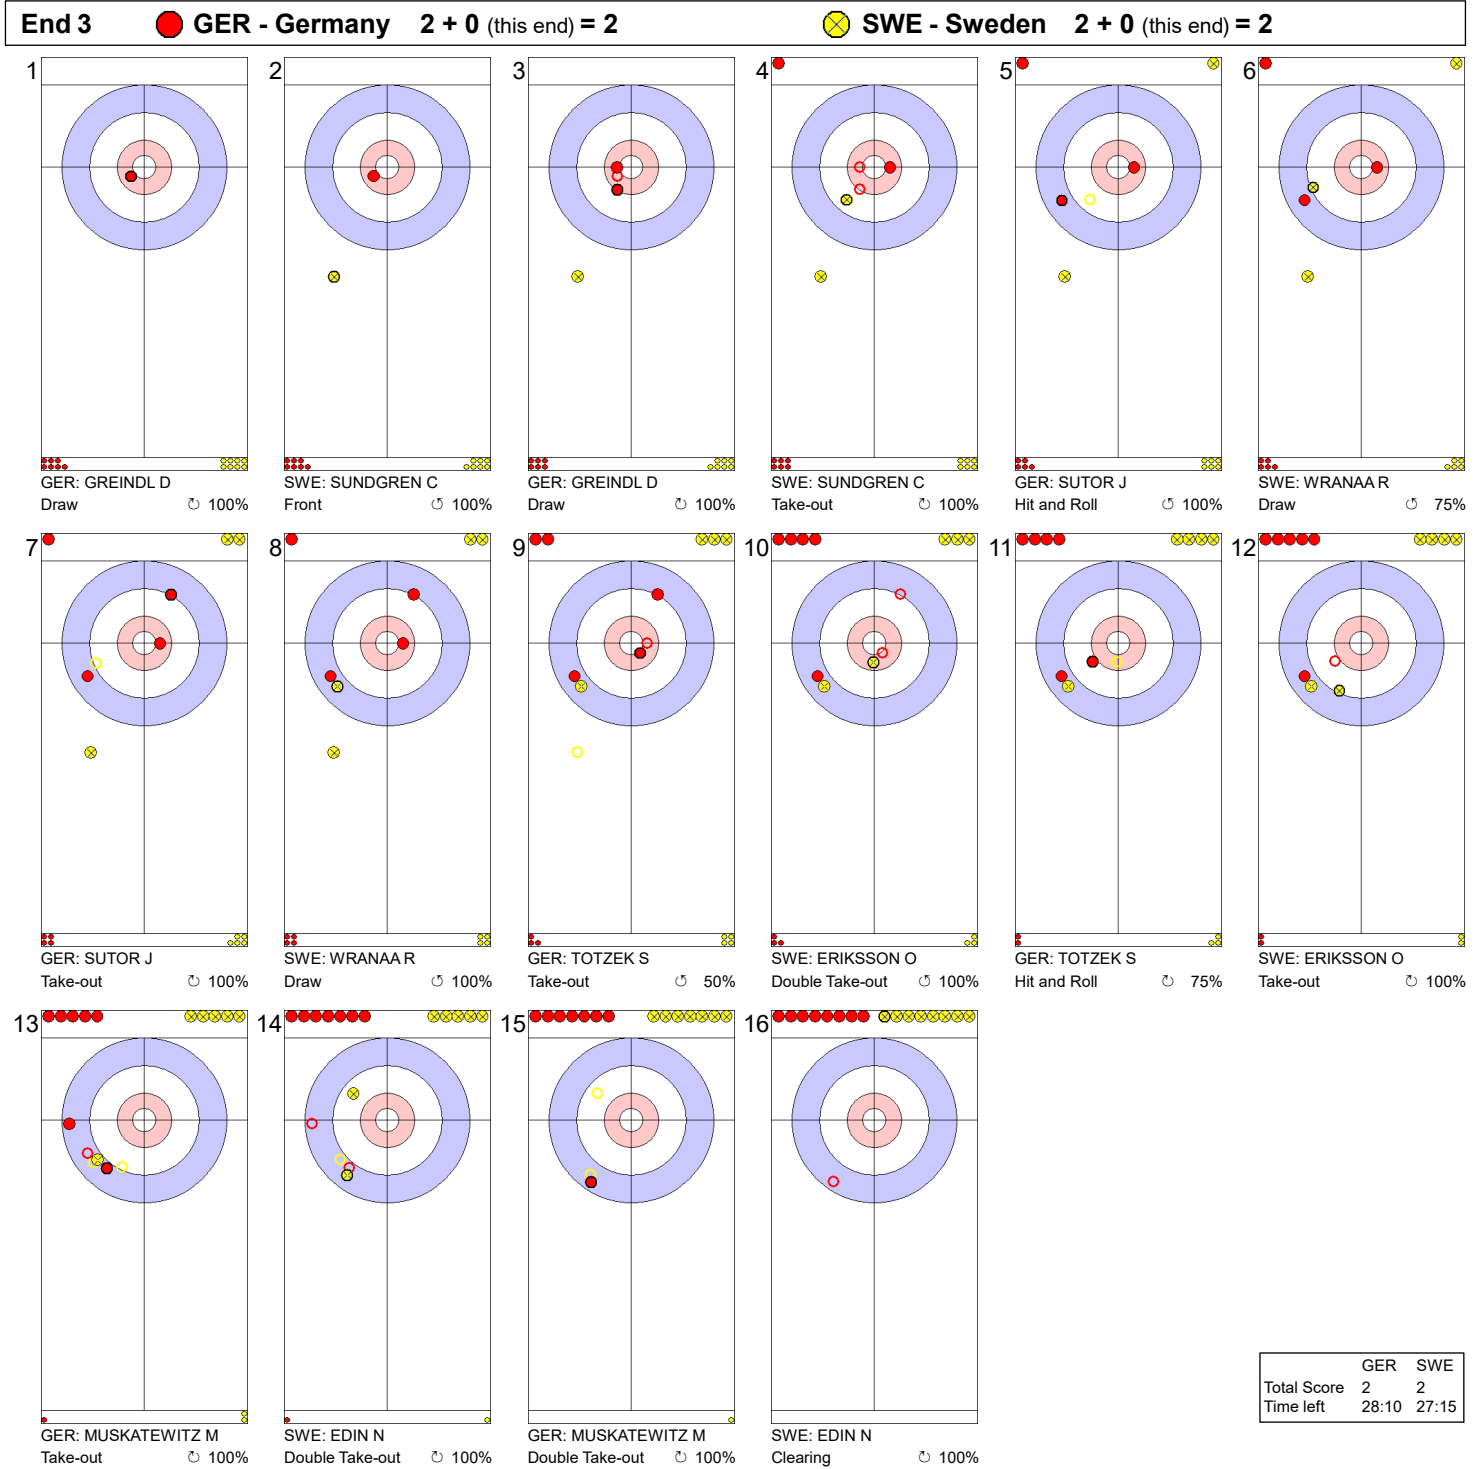 End 3 GER - Germany 2 + 0 (this end) = 2 SWE - Sweden 2 + 0 (this end) = 2
1 2 3 4 5 6
GER: GREINDL D SWE: SUNDGREN C GER: GREINDL D SWE: SUNDGREN C GER: SUTOR J SWE: WRANAA R
Draw ↻ 100% Front ↻ 100% Draw ↻ 100% Take-out ↻ 100% Hit and Roll ↺ 100% Draw ↺ 75%
7 8 9 10 11 12
GER: SUTOR J SWE: WRANAA R GER: TOTZEK S SWE: ERIKSSON O GER: TOTZEK S SWE: ERIKSSON O
Take-out ↻ 100% Draw ↺ 100% Take-out ↺ 50% Double Take-out ↺ 100% Hit and Roll ↻ 75% Take-out ↻ 100%
13 14 15 16
GER: MUSKATEWITZ M SWE: EDIN N GER: MUSKATEWITZ M SWE: EDIN N
Take-out ↻ 100% Double Take-out ↻ 100% Double Take-out ↻ 100% Clearing ↻ 100%
GER SWE
Total Score 2 2
Time left 28:10 27:15